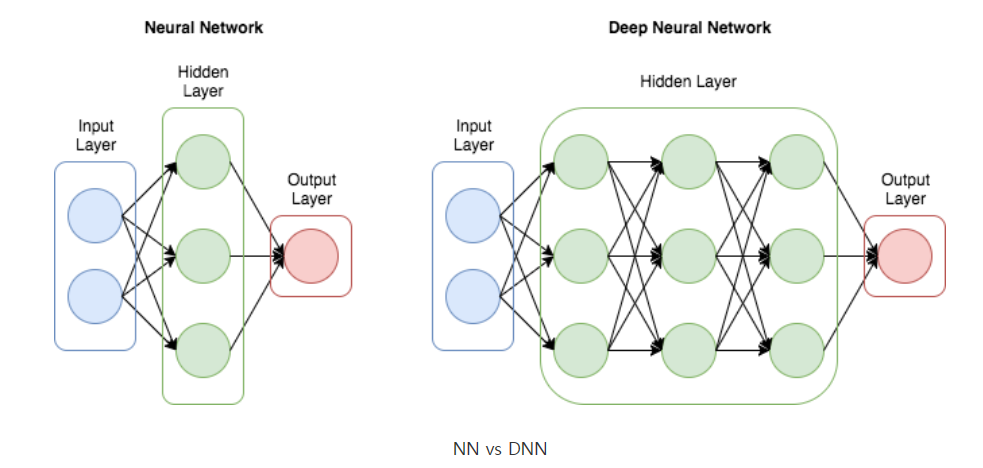 Neural Network
Hidden
Layer
Input
Layer
Output
Layer
Deep Neural Network
Hidden Layer
Input
Layer
Output
Layer
NN vs DNN